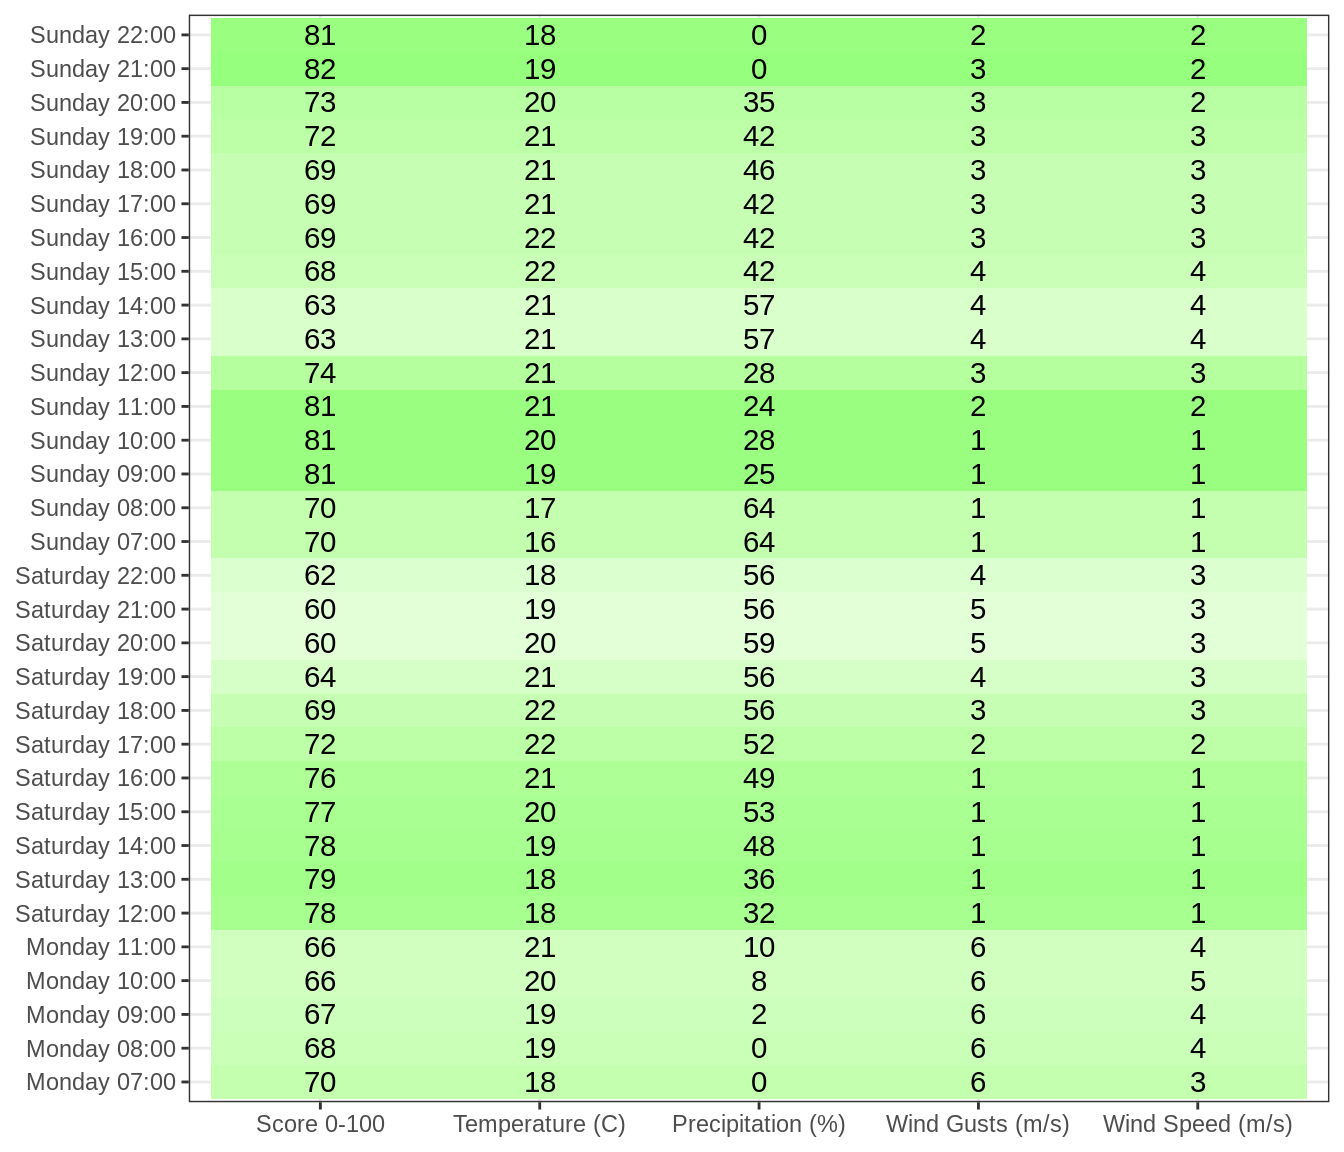 Sunday 22:00 81 18 0 2 2
Sunday 21:00 82 19 0 3 2
Sunday 20:00 73 20 35 3 2
Sunday 19:00 72 21 42 3 3
Sunday 18:00 69 21 46 3 3
Sunday 17:00 69 21 42 3 3
Sunday 16:00 69 22 42 3 3
Sunday 15:00 68 22 42 4 4
Sunday 14:00 63 21 57 4 4
Sunday 13:00 63 21 57 4 4
Sunday 12:00 74 21 28 3 3
Sunday 11:00 81 21 24 2 2
Sunday 10:00 81 20 28 1 1
Sunday 09:00 81 19 25 1 1
Sunday 08:00 70 17 64 1 1
Sunday 07:00 70 16 64 1 1
Saturday 22:00 62 18 56 4 3
Saturday 21:00 60 19 56 5 3
Saturday 20:00 60 20 59 5 3
Saturday 19:00 64 21 56 4 3
Saturday 18:00 69 22 56 3 3
Saturday 17:00 72 22 52 2 2
Saturday 16:00 76 21 49 1 1
Saturday 15:00 77 20 53 1 1
Saturday 14:00 78 19 48 1 1
Saturday 13:00 79 18 36 1 1
Saturday 12:00 78 18 32 1 1
Monday 11:00 66 21 10 6 4
Monday 10:00 66 20 8 6 5
Monday 09:00 67 19 2 6 4
Monday 08:00 68 19 0 6 4
Monday 07:00 70 18 0 6 3
Score 0-100 Temperature (C) Precipitation (%) Wind Gusts (m/s) Wind Speed (m/s)